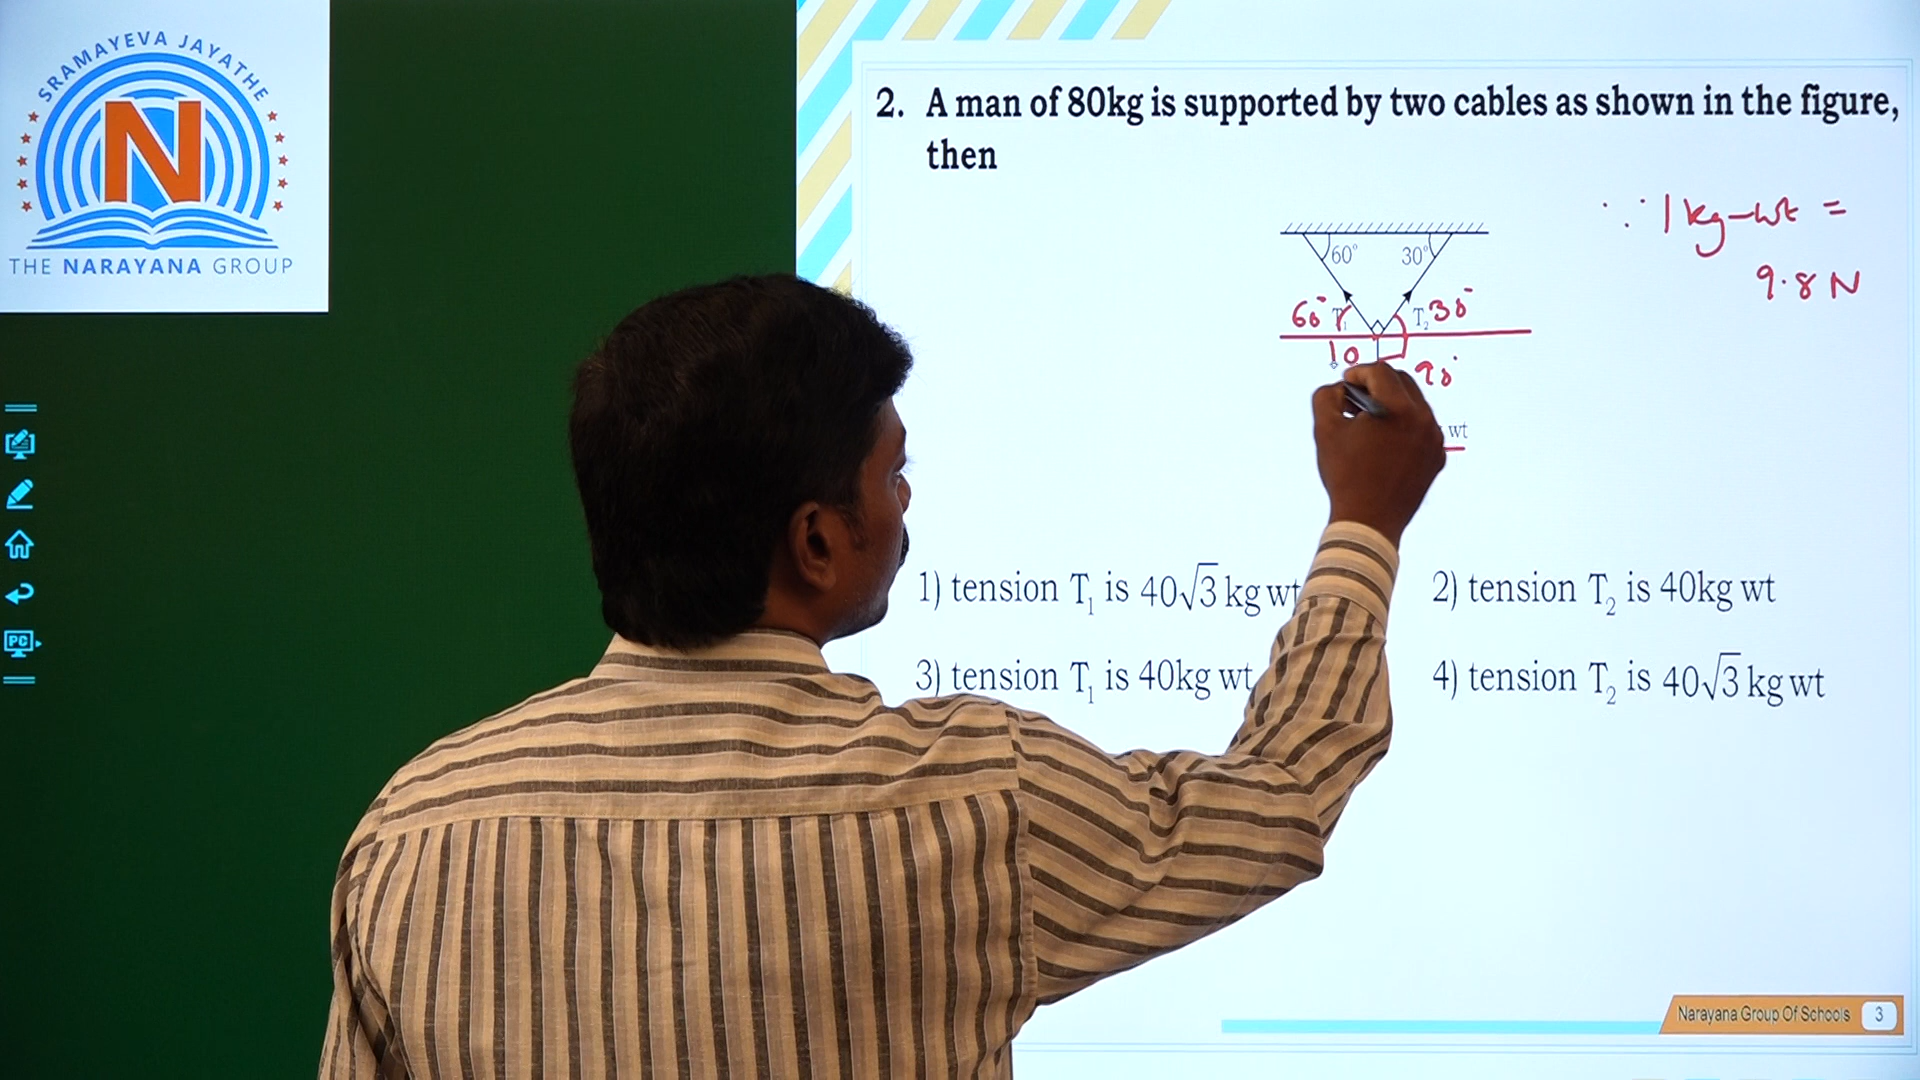 SRAMAYEVA JAYATHE
N
THE NARAYANA GROUP
PC
2. A man of 80kg is supported by two cables as shown in the figure,
then
∵ 1 kg-wt =
9.8 N
60° 30°
60° T₁ T₂ 30°
90°
wt
1) tension T₁ is 40√3 kg wt
2) tension T₂ is 40kg wt
3) tension T₁ is 40kg wt
4) tension T₂ is 40√3 kg wt
Narayana Group Of Schools 3